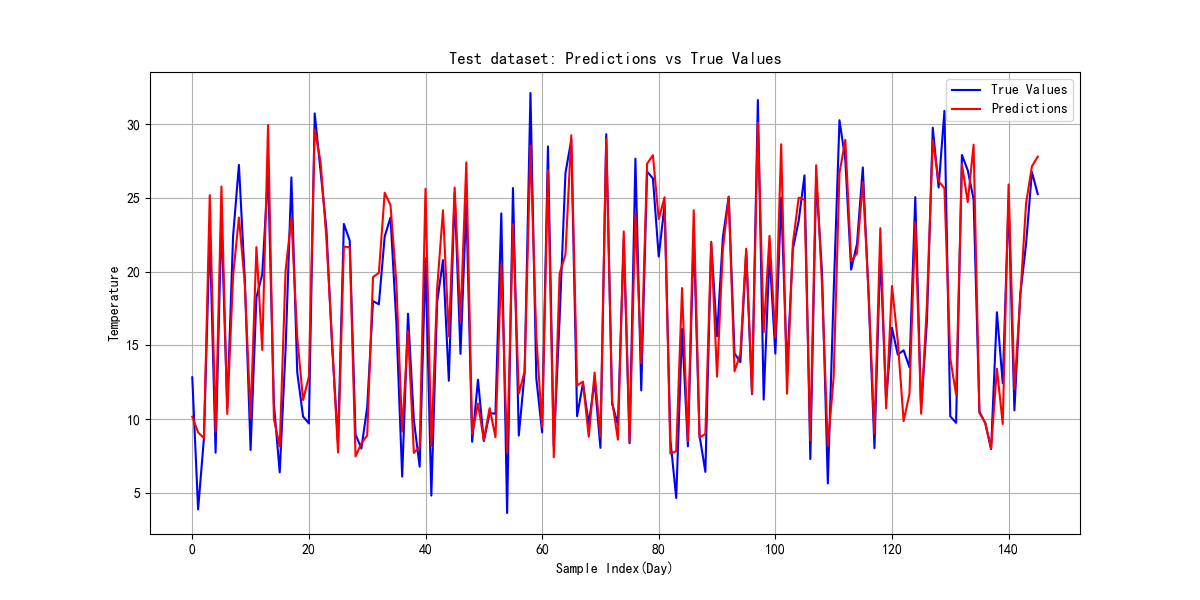 Test dataset: Predictions vs True Values
True Values
Predictions
Temperature
30
25
20
15
10
5
0 20 40 60 80 100 120 140
Sample Index(Day)